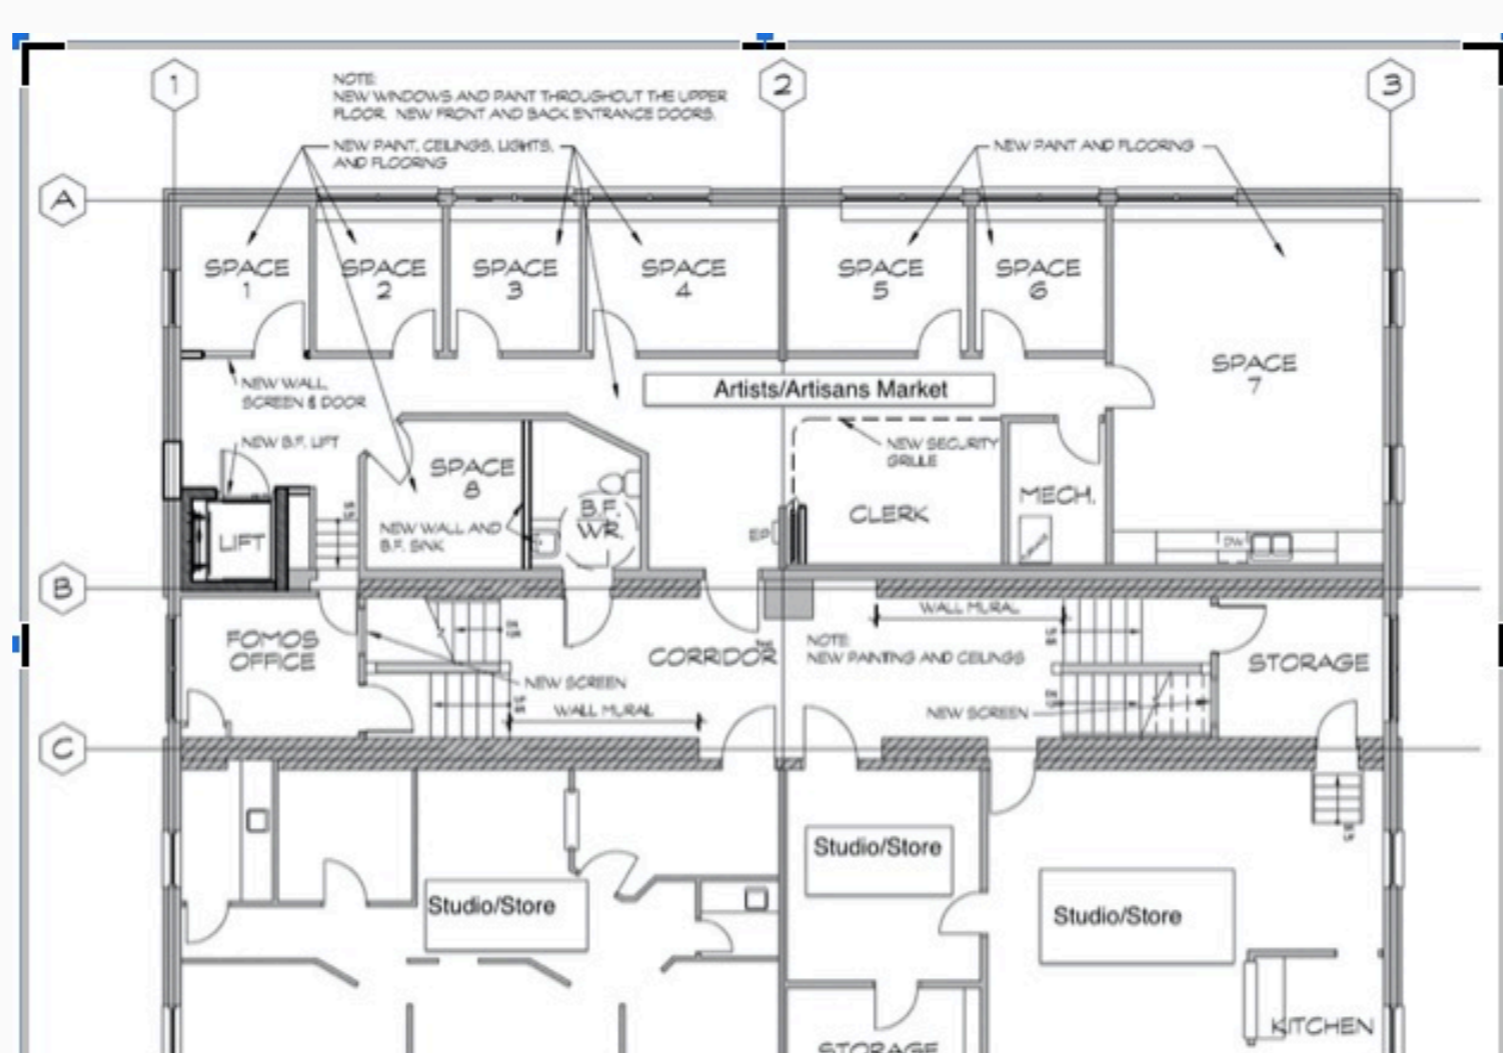 1
2
3
NOTE:
NEW WINDOWS AND PAINT THROUGHOUT THE UPPER
FLOOR. NEW FRONT AND BACK ENTRANCE DOORS.
NEW PAINT, CEILINGS, LIGHTS,
AND FLOORING
NEW PAINT AND FLOORING
A
SPACE
1
SPACE
2
SPACE
3
SPACE
4
SPACE
5
SPACE
6
SPACE
7
Artists/Artisans Market
NEW WALL
SCREEN & DOOR
NEW B.F. LIFT
SPACE
8
NEW SECURITY
GRILLE
CLERK
MECH.
B.F.
W.R.
NEW WALL AND
B.F. SINK
LIFT
EP
DW
B
FOMOS
OFFICE
WALL MURAL
CORRIDOR
NOTE:
NEW PAINTING AND CEILINGS
STORAGE
NEW SCREEN
WALL MURAL
NEW SCREEN
C
Studio/Store
Studio/Store
Studio/Store
KITCHEN
STORAGE